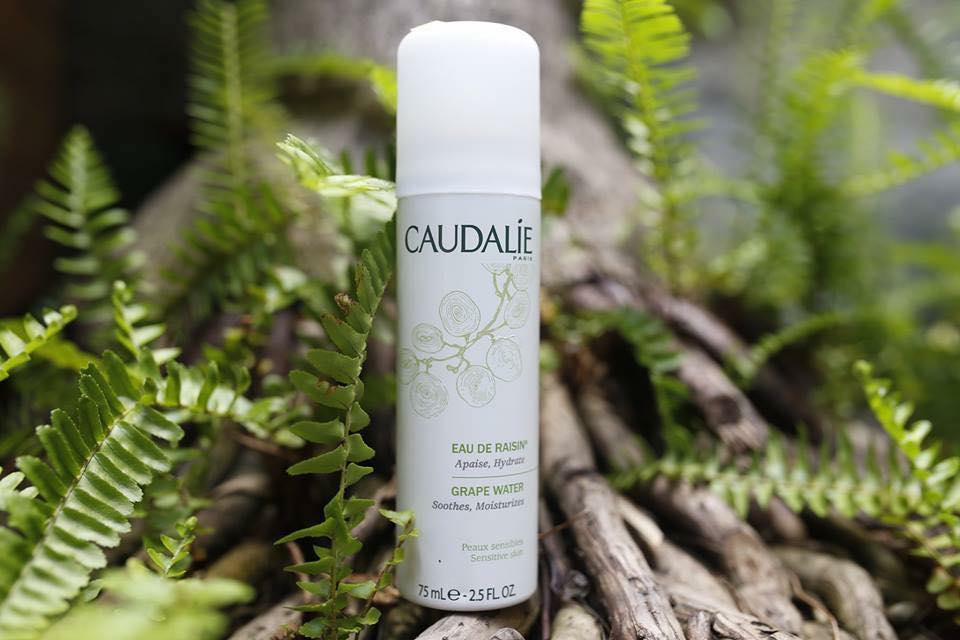 CAUDALÍE
PARIS
EAU DE RAISIN®
Apaise, Hydrate
GRAPE WATER
Soothes, Moisturizes
Peaux sensibles
Sensitive skin
75 mL℮ - 2.5 FL.OZ